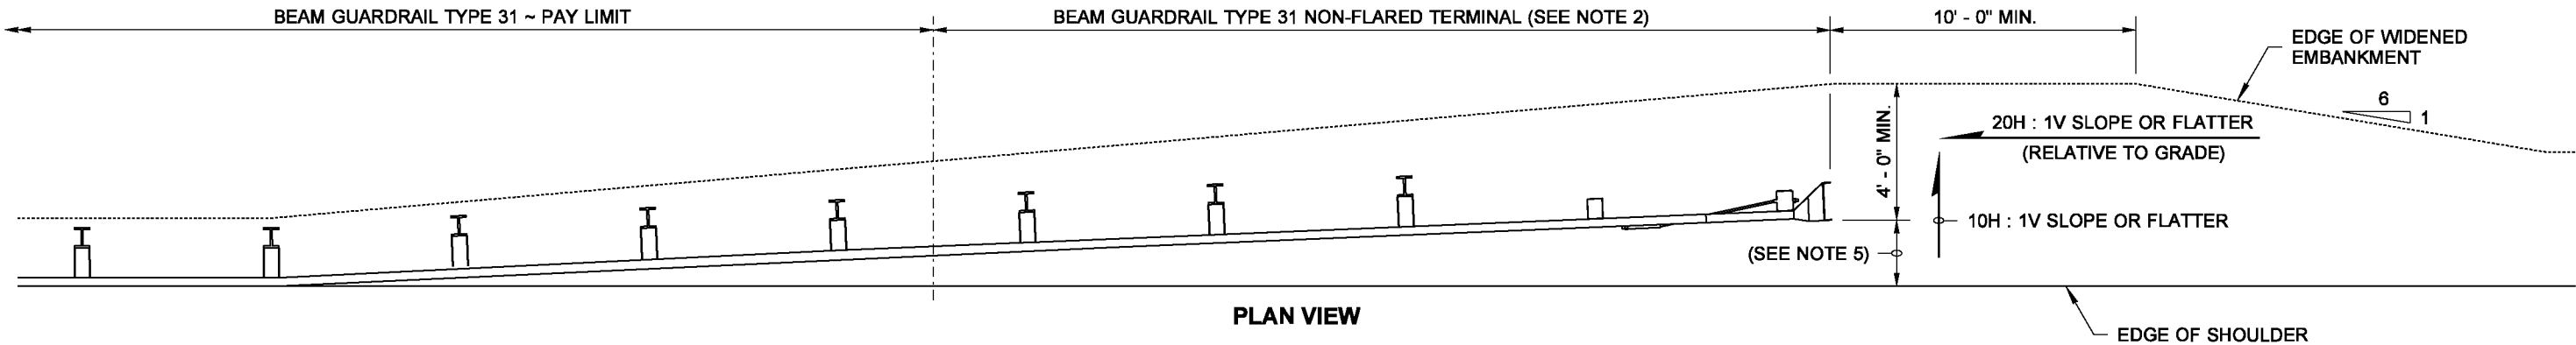 BEAM GUARDRAIL TYPE 31 ~ PAY LIMIT
BEAM GUARDRAIL TYPE 31 NON-FLARED TERMINAL (SEE NOTE 2)
10' - 0" MIN.
EDGE OF WIDENED
EMBANKMENT
6
1
4' - 0" MIN.
20H : 1V SLOPE OR FLATTER
(RELATIVE TO GRADE)
10H : 1V SLOPE OR FLATTER
(SEE NOTE 5)
PLAN VIEW
EDGE OF SHOULDER